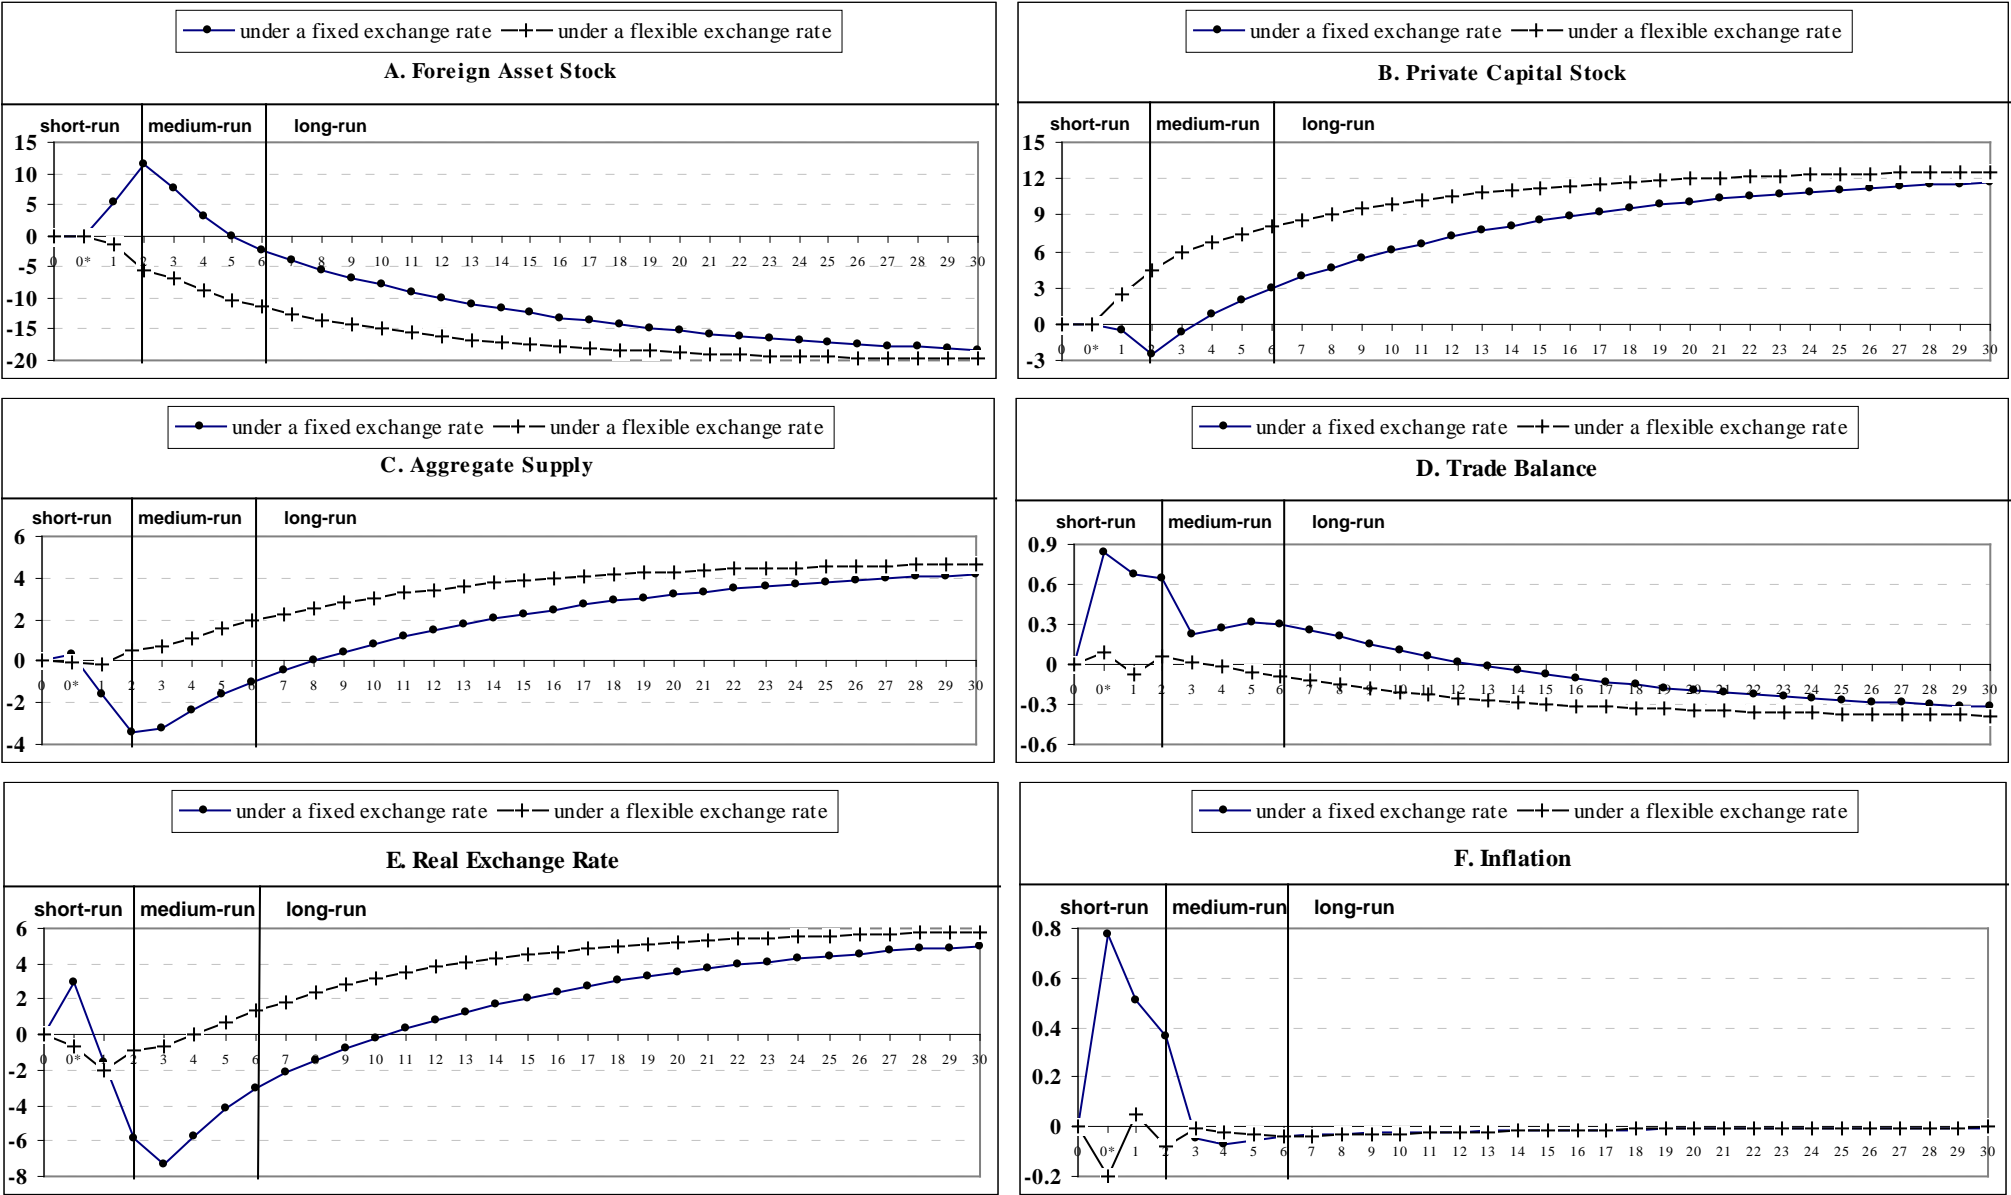 under a fixed exchange rate under a flexible exchange rate
A. Foreign Asset Stock
short-run medium-run long-run
15
10
5
0
-5
-10
-15
-20
0 0* 1 2 3 4 5 6 7 8 9 10 11 12 13 14 15 16 17 18 19 20 21 22 23 24 25 26 27 28 29 30
under a fixed exchange rate under a flexible exchange rate
B. Private Capital Stock
short-run medium-run long-run
15
12
9
6
3
0
-3
0 0* 1 2 3 4 5 6 7 8 9 10 11 12 13 14 15 16 17 18 19 20 21 22 23 24 25 26 27 28 29 30
under a fixed exchange rate under a flexible exchange rate
C. Aggregate Supply
short-run medium-run long-run
6
4
2
0
-2
-4
0 0* 1 2 3 4 5 6 7 8 9 10 11 12 13 14 15 16 17 18 19 20 21 22 23 24 25 26 27 28 29 30
under a fixed exchange rate under a flexible exchange rate
D. Trade Balance
short-run medium-run long-run
0.9
0.6
0.3
0
-0.3
-0.6
0 0* 1 2 3 4 5 6 7 8 9 10 11 12 13 14 15 16 17 18 19 20 21 22 23 24 25 26 27 28 29 30
under a fixed exchange rate under a flexible exchange rate
E. Real Exchange Rate
short-run medium-run long-run
6
4
2
0
-2
-4
-6
-8
0 0* 1 2 3 4 5 6 7 8 9 10 11 12 13 14 15 16 17 18 19 20 21 22 23 24 25 26 27 28 29 30
under a fixed exchange rate under a flexible exchange rate
F. Inflation
short-run medium-run long-run
0.8
0.6
0.4
0.2
0
-0.2
0 0* 1 2 3 4 5 6 7 8 9 10 11 12 13 14 15 16 17 18 19 20 21 22 23 24 25 26 27 28 29 30